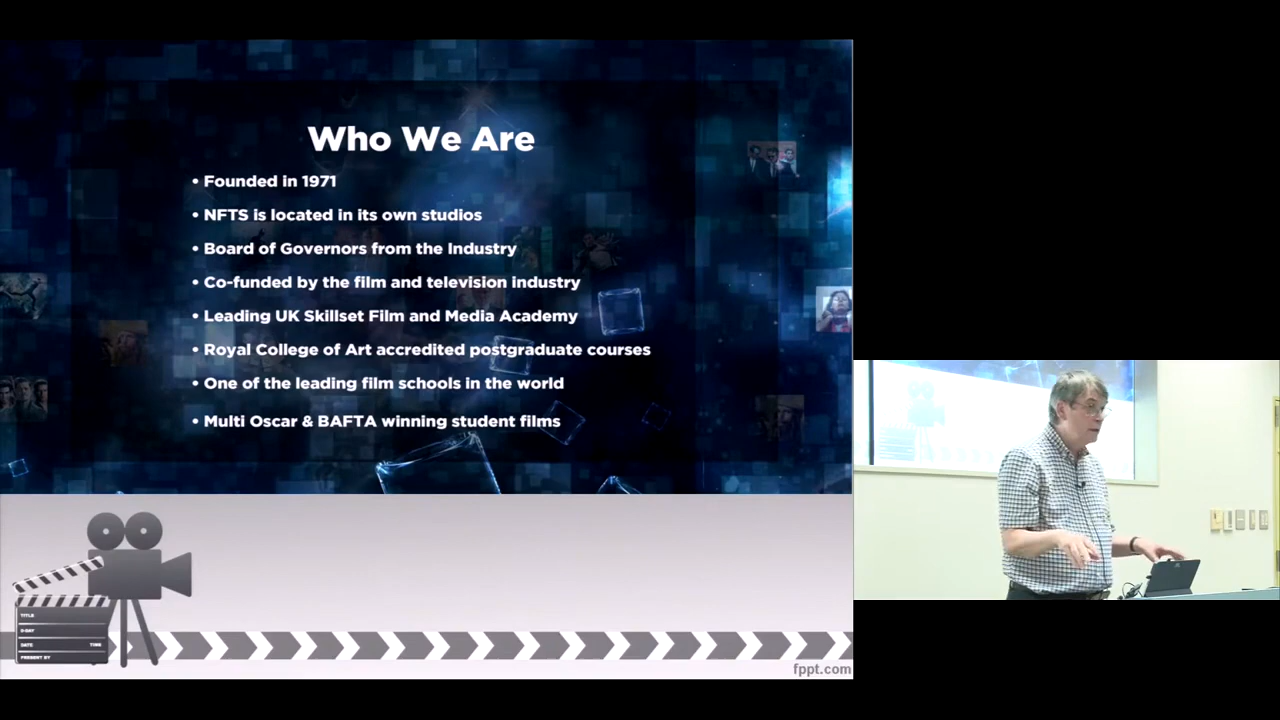 Who We Are
• Founded in 1971
• NFTS is located in its own studios
• Board of Governors from the Industry
• Co-funded by the film and television industry
• Leading UK Skillset Film and Media Academy
• Royal College of Art accredited postgraduate courses
• One of the leading film schools in the world
• Multi Oscar & BAFTA winning student films
TITLE
D-DAY
DATE TIME
PRESENT BY
fppt.com